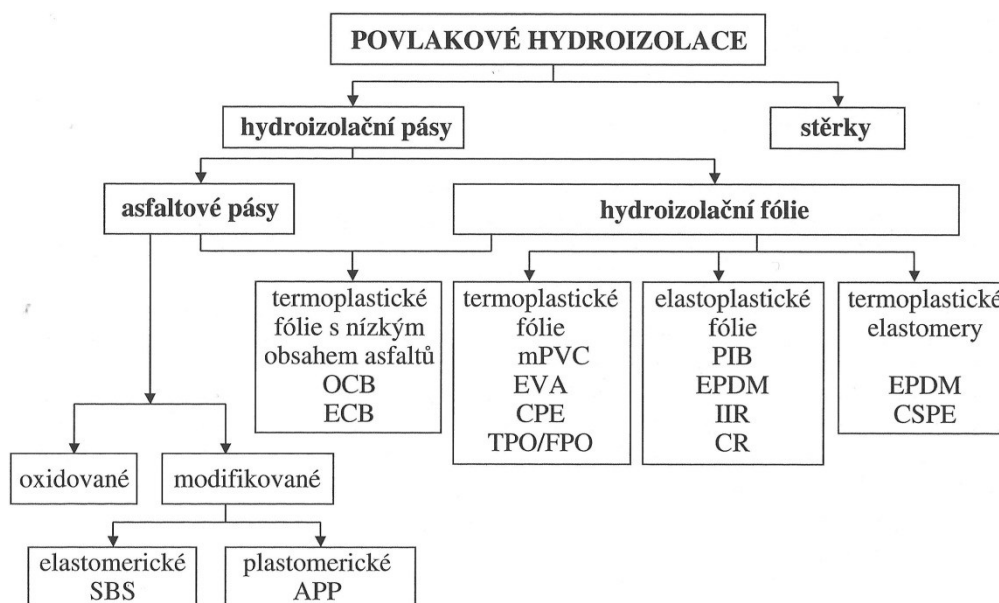 POVLAKOVÉ HYDROIZOLACE
hydroizolační pásy
stěrky
asfaltové pásy
hydroizolační fólie
termoplastické
fólie s nízkým
obsahem asfaltů
OCB
ECB
termoplastické
fólie
mPVC
EVA
CPE
TPO/FPO
elastoplastické
fólie
PIB
EPDM
IIR
CR
termoplastické
elastomery
EPDM
CSPE
oxidované
modifikované
elastomerické
SBS
plastomerické
APP